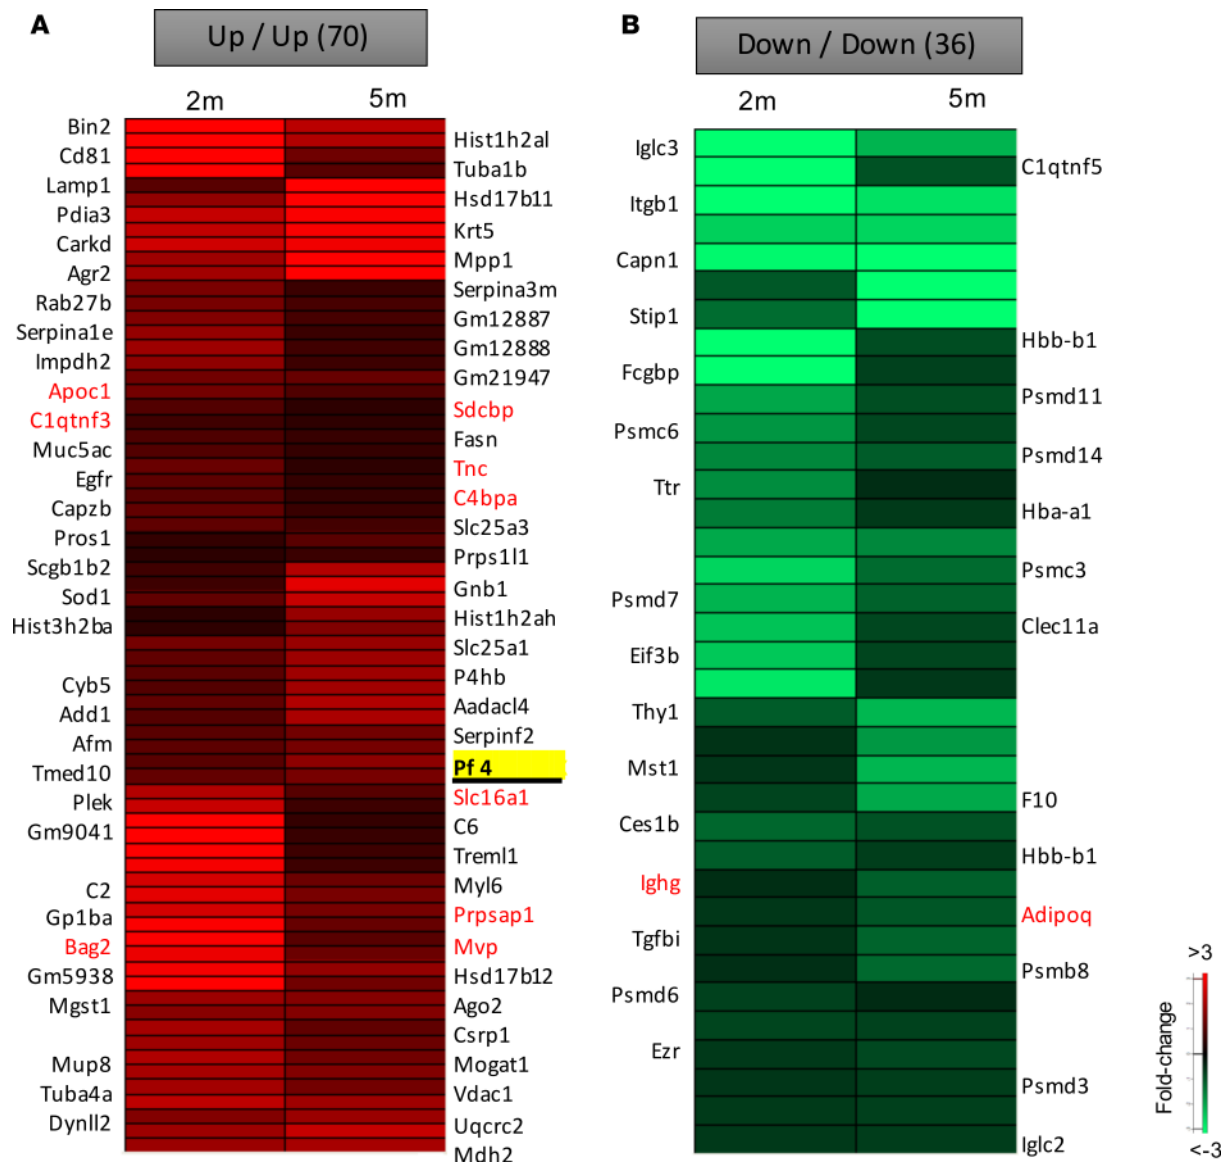 A
Up / Up (70)
2m
5m
Bin2
Cd81
Lamp1
Pdia3
Carkd
Agr2
Rab27b
Serpina1e
Impdh2
Apoc1
C1qtnf3
Muc5ac
Egfr
Capzb
Pros1
Scgb1b2
Sod1
Hist3h2ba
Cyb5
Add1
Afm
Tmed10
Plek
Gm9041
C2
Gp1ba
Bag2
Gm5938
Mgst1
Mup8
Tuba4a
Dynll2
Hist1h2al
Tuba1b
Hsd17b11
Krt5
Mpp1
Serpina3m
Gm12887
Gm12888
Gm21947
Sdcbp
Fasn
Tnc
C4bpa
Slc25a3
Prps1l1
Gnb1
Hist1h2ah
Slc25a1
P4hb
Aadacl4
Serpinf2
Pf 4
Slc16a1
C6
Treml1
Myl6
Prpsap1
Mvp
Hsd17b12
Ago2
Csrp1
Mogat1
Vdac1
Uqcrc2
Mdh2
B
Down / Down (36)
2m
5m
Iglc3
Itgb1
Capn1
Stip1
Fcgbp
Psmc6
Ttr
Psmd7
Eif3b
Thy1
Mst1
Ces1b
Ighg
Tgfbi
Psmd6
Ezr
C1qtnf5
Hbb-b1
Psmd11
Psmd14
Hba-a1
Psmc3
Clec11a
F10
Hbb-b1
Adipoq
Psmb8
Psmd3
Iglc2
>3
Fold-change
<-3